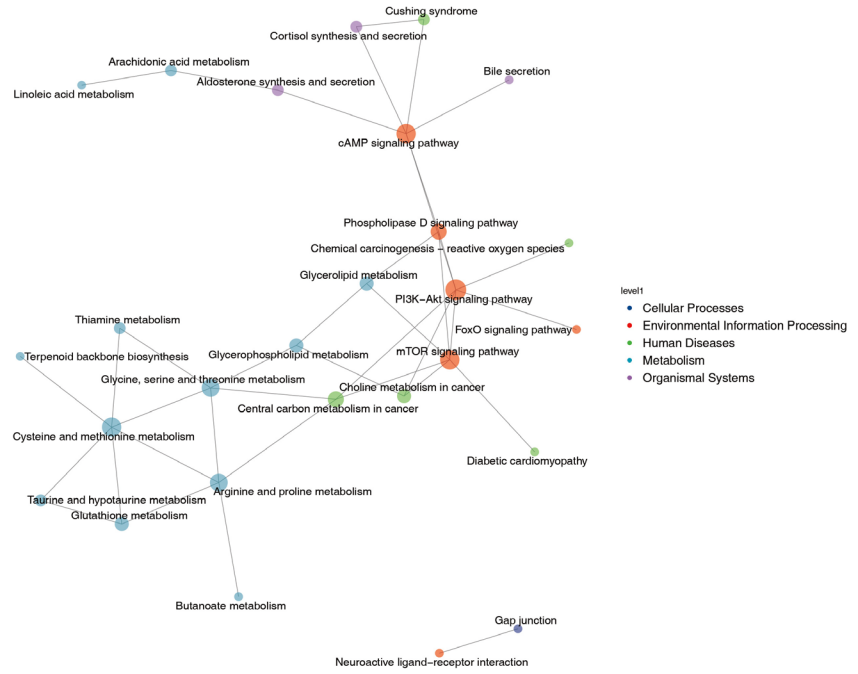 Cushing syndrome
Cortisol synthesis and secretion
Arachidonic acid metabolism
Bile secretion
Aldosterone synthesis and secretion
Linoleic acid metabolism
cAMP signaling pathway
Phospholipase D signaling pathway
Chemical carcinogenesis − reactive oxygen species
Glycerolipid metabolism
level1
PI3K−Akt signaling pathway
Cellular Processes
Thiamine metabolism
Environmental Information Processing
FoxO signaling pathway
Human Diseases
mTOR signaling pathway
Terpenoid backbone biosynthesis
Glycerophospholipid metabolism
Metabolism
Glycine, serine and threonine metabolism
Organismal Systems
Choline metabolism in cancer
Central carbon metabolism in cancer
Cysteine and methionine metabolism
Diabetic cardiomyopathy
Arginine and proline metabolism
Taurine and hypotaurine metabolism
Glutathione metabolism
Butanoate metabolism
Gap junction
Neuroactive ligand−receptor interaction